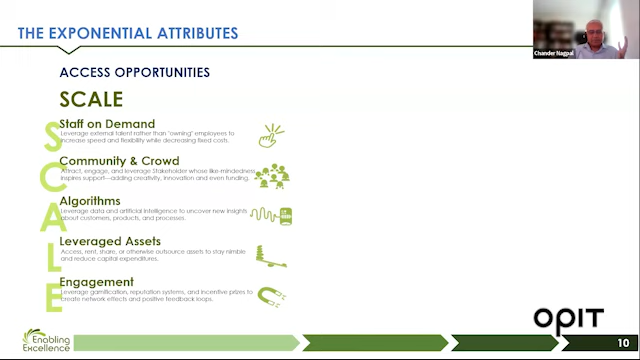 THE EXPONENTIAL ATTRIBUTES
Chander Nagpal
ACCESS OPPORTUNITIES
SCALE
S
Staff on Demand
Leverage external talent rather than "owning" employees to
increase speed and flexibility while decreasing fixed costs.
C
Community & Crowd
Attract, engage, and leverage Stakeholder whose like-mindedness
inspires support—adding creativity, innovation and even funding.
A
Algorithms
Leverage data and artificial intelligence to uncover new insights
about customers, products, and processes.
L
Leveraged Assets
Access, rent, share, or otherwise outsource assets to stay nimble
and reduce capital expenditures.
E
Engagement
Leverage gamification, reputation systems, and incentive prizes to
create network effects and positive feedback loops.
OPIT
Enabling
Excellence
10